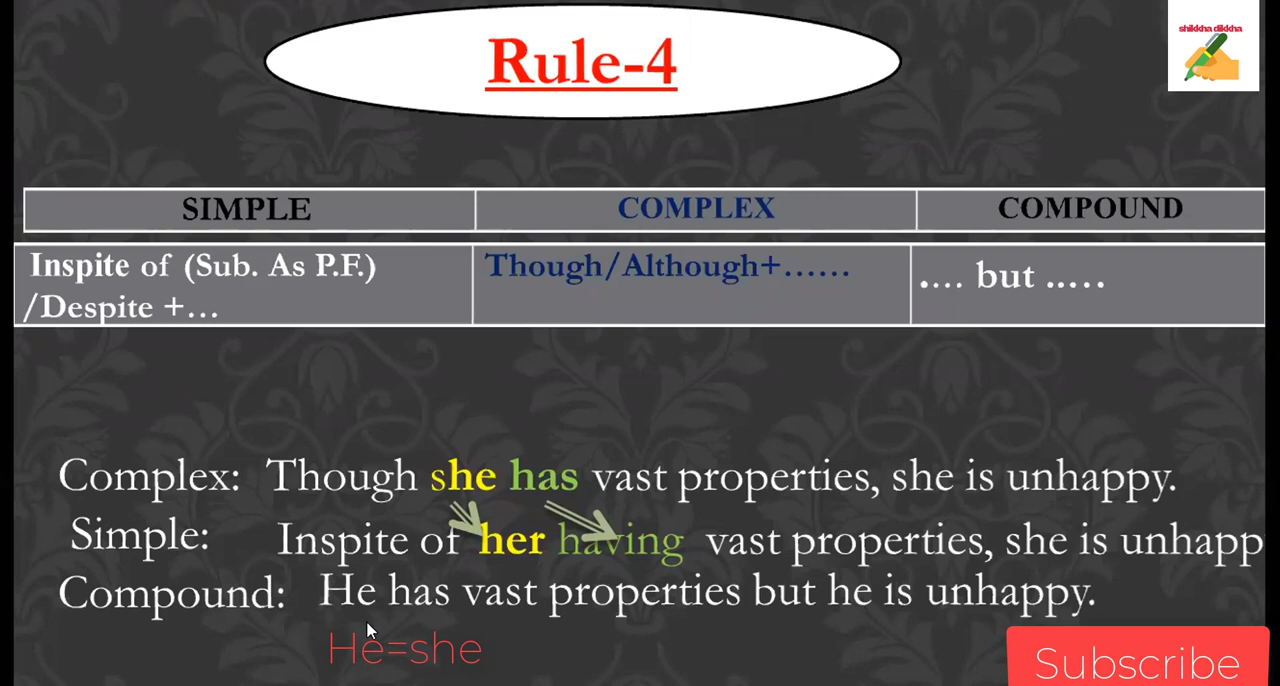 shikkha dikkha
Rule-4
SIMPLE COMPLEX COMPOUND
Inspite of (Sub. As P.F.) Though/Although+...... .... but .....
/Despite +...
Complex: Though she has vast properties, she is unhappy.
Simple: Inspite of her having vast properties, she is unhapp
Compound: He has vast properties but he is unhappy.
He=she
Subscribe